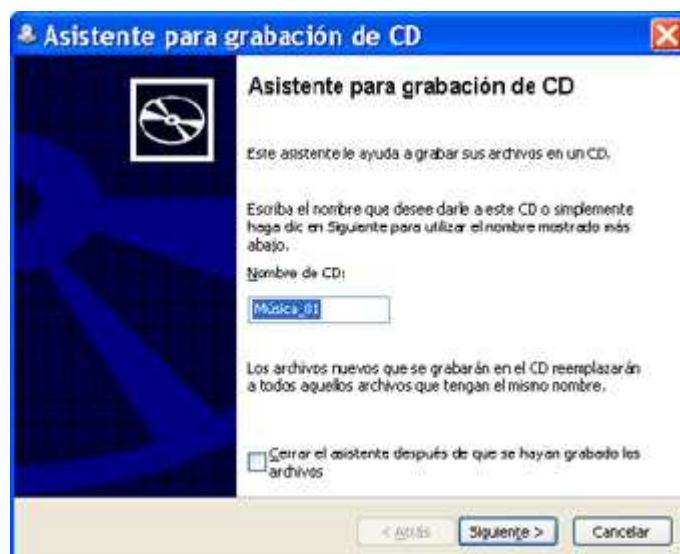 Asistente para grabación de CD
Asistente para grabación de CD
Este asistente le ayuda a grabar sus archivos en un CD.
Escriba el nombre que desee darle a este CD o simplemente
haga clic en Siguiente para utilizar el nombre mostrado más
abajo.
Nombre de CD:
Música_01
Los archivos nuevos que se grabarán en el CD reemplazarán
a todos aquellos archivos que tengan el mismo nombre.
Cerrar el asistente después de que se hayan grabado los
archivos
< Atrás Siguiente > Cancelar